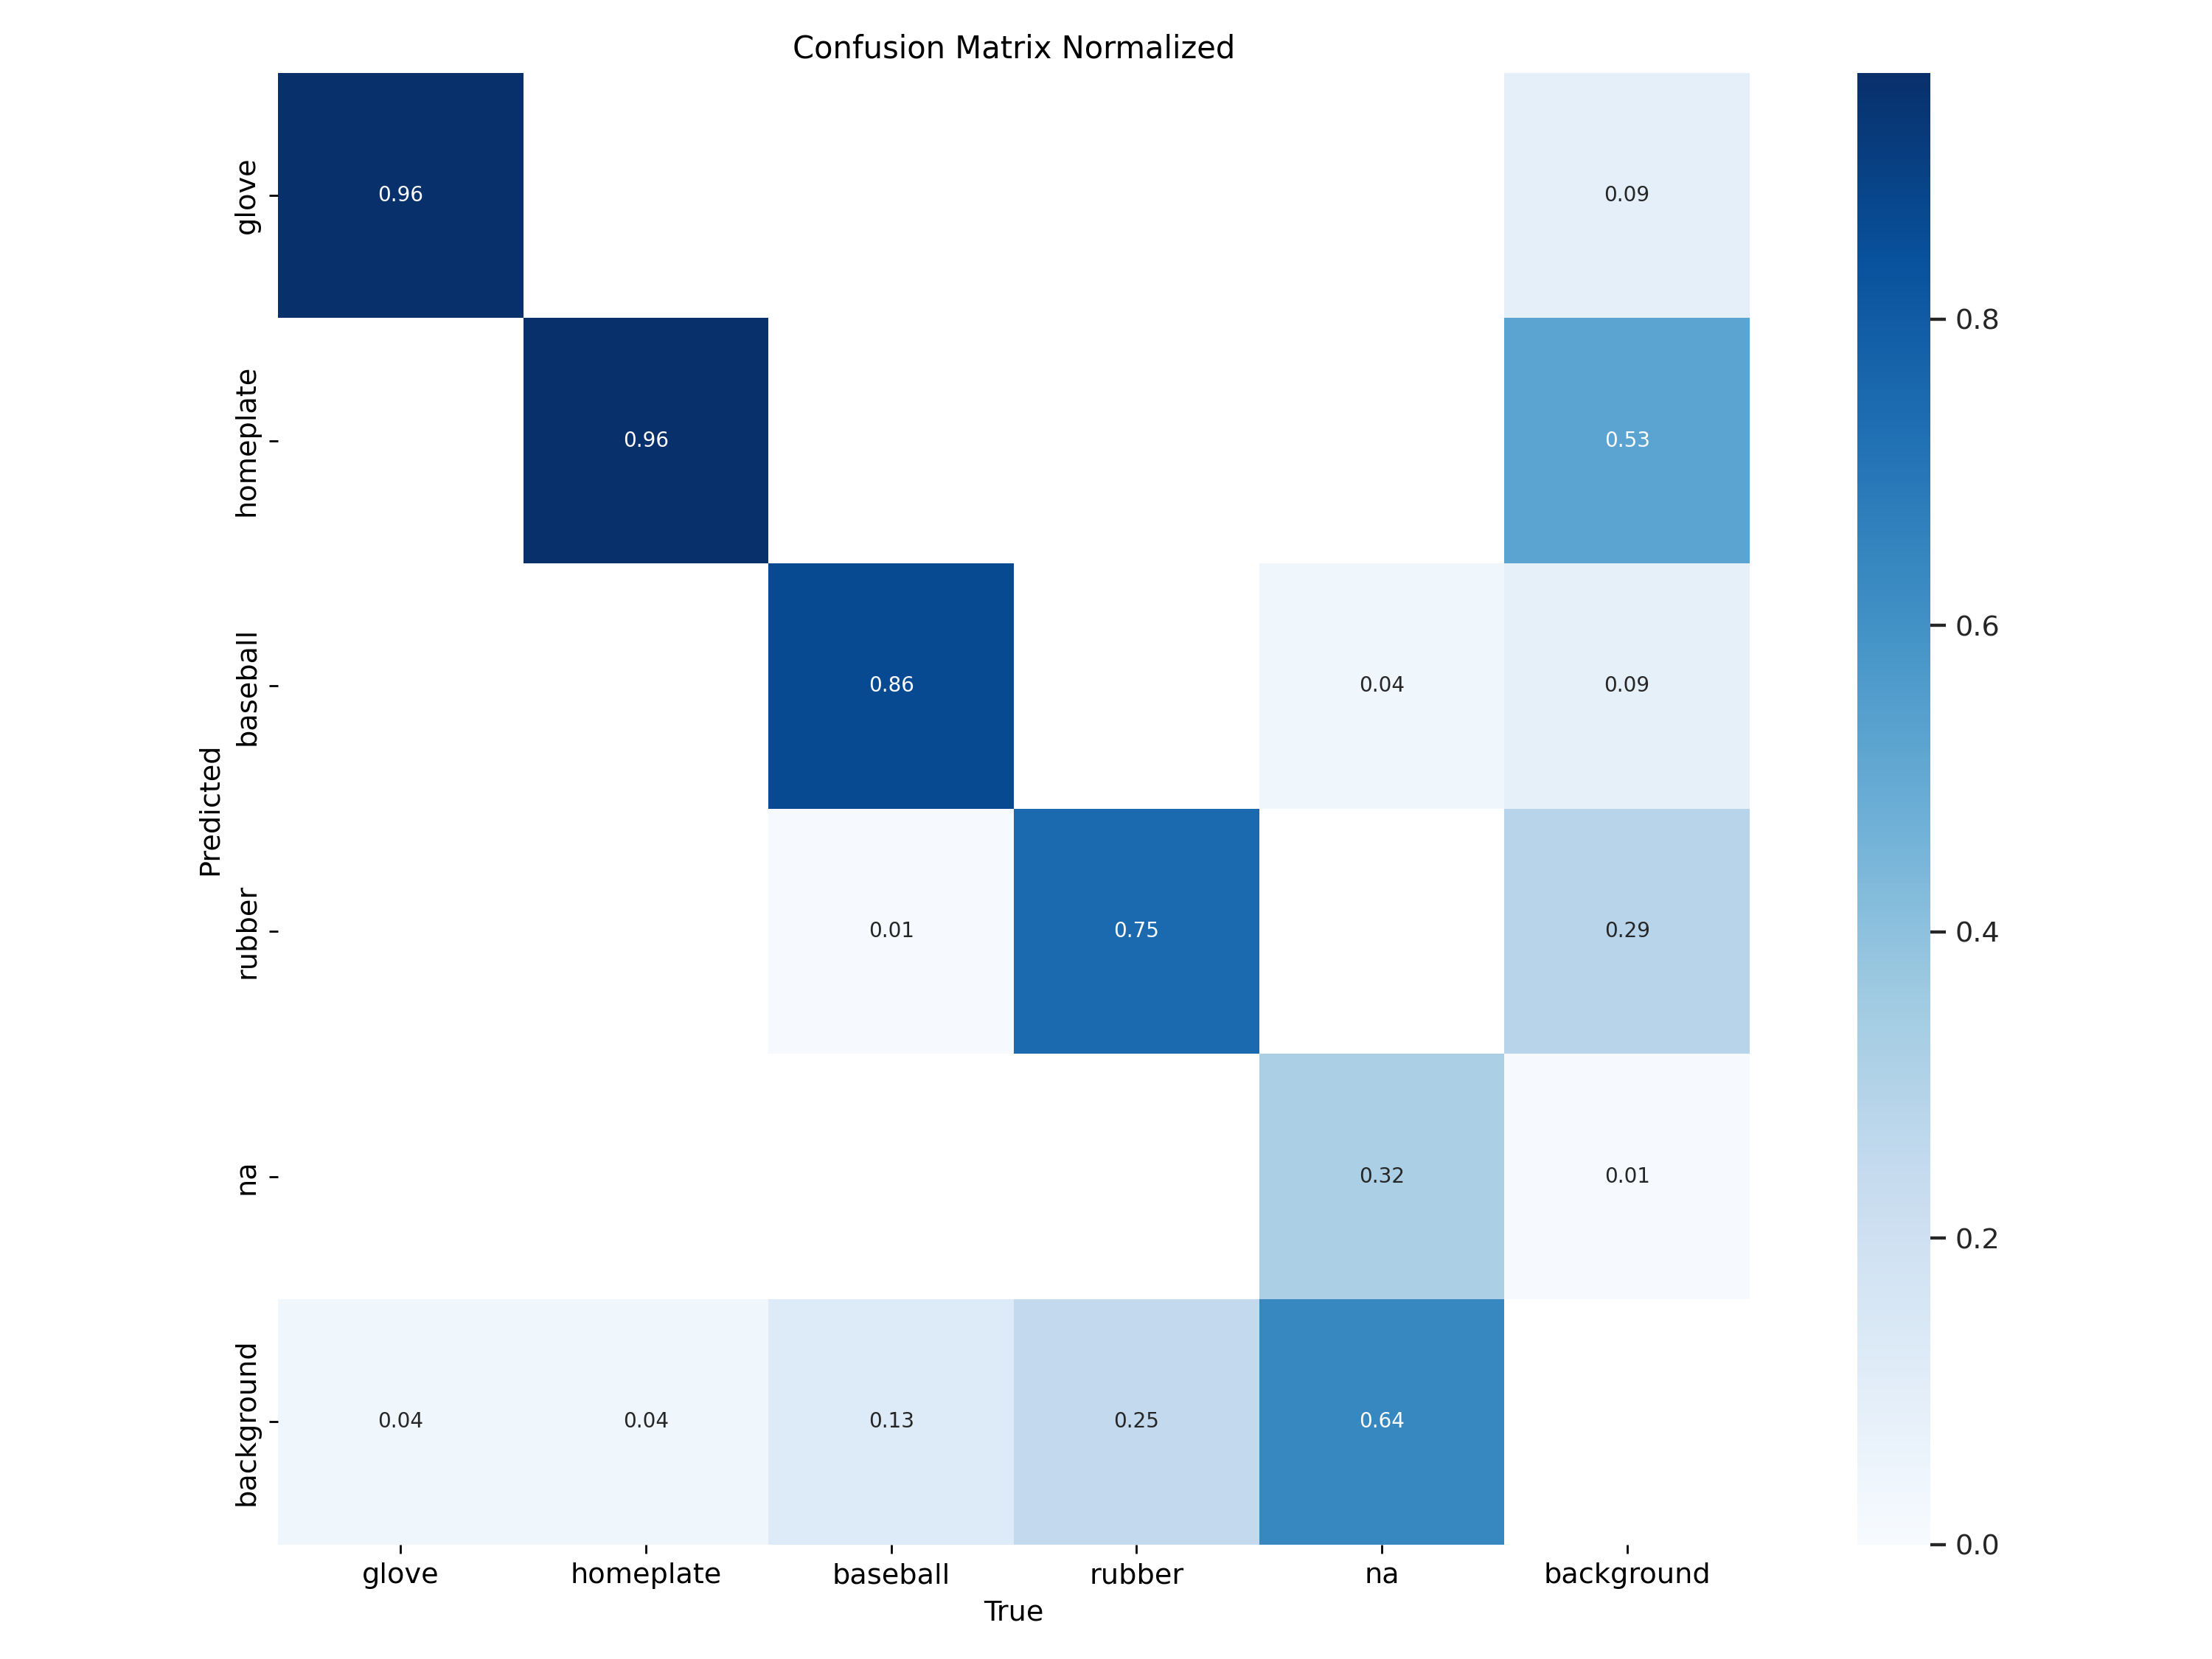 Confusion Matrix Normalized
glove
0.96
0.09
0.8
homeplate
0.96
0.53
0.6
baseball
0.86
0.04
0.09
Predicted
rubber
0.01
0.75
0.29
0.4
na
0.32
0.01
0.2
background
0.04
0.04
0.13
0.25
0.64
0.0
glove homeplate baseball rubber na background
True